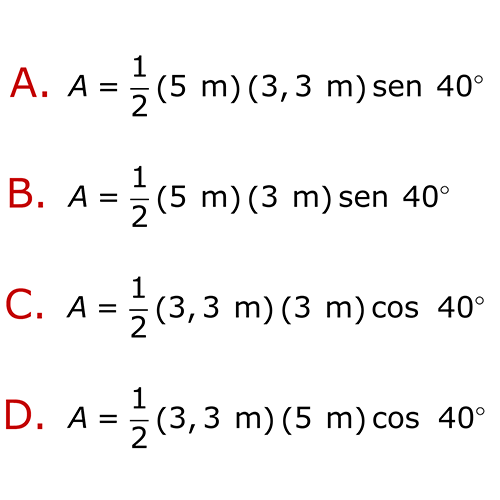 A. A = 1/2 (5 m) (3,3 m) sen 40°
B. A = 1/2 (5 m) (3 m) sen 40°
C. A = 1/2 (3,3 m) (3 m) cos 40°
D. A = 1/2 (3,3 m) (5 m) cos 40°